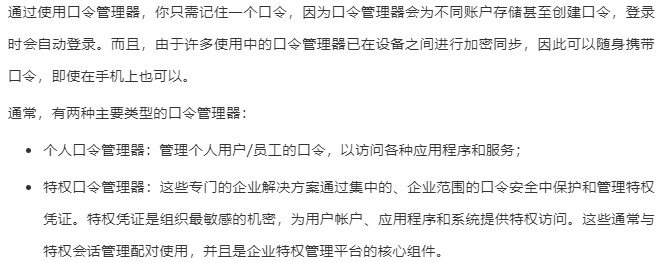 通过使用口令管理器，你只需记住一个口令，因为口令管理器会为不同账户存储甚至创建口令，登录
时会自动登录。而且，由于许多使用中的口令管理器已在设备之间进行加密同步，因此可以随身携带
口令，即使在手机上也可以。
通常，有两种主要类型的口令管理器：
• 个人口令管理器：管理个人用户/员工的口令，以访问各种应用程序和服务；
• 特权口令管理器：这些专门的企业解决方案通过集中的、企业范围的口令安全中保护和管理特权
凭证。特权凭证是组织最敏感的机密，为用户帐户、应用程序和系统提供特权访问。这些通常与
特权会话管理配对使用，并且是企业特权管理平台的核心组件。